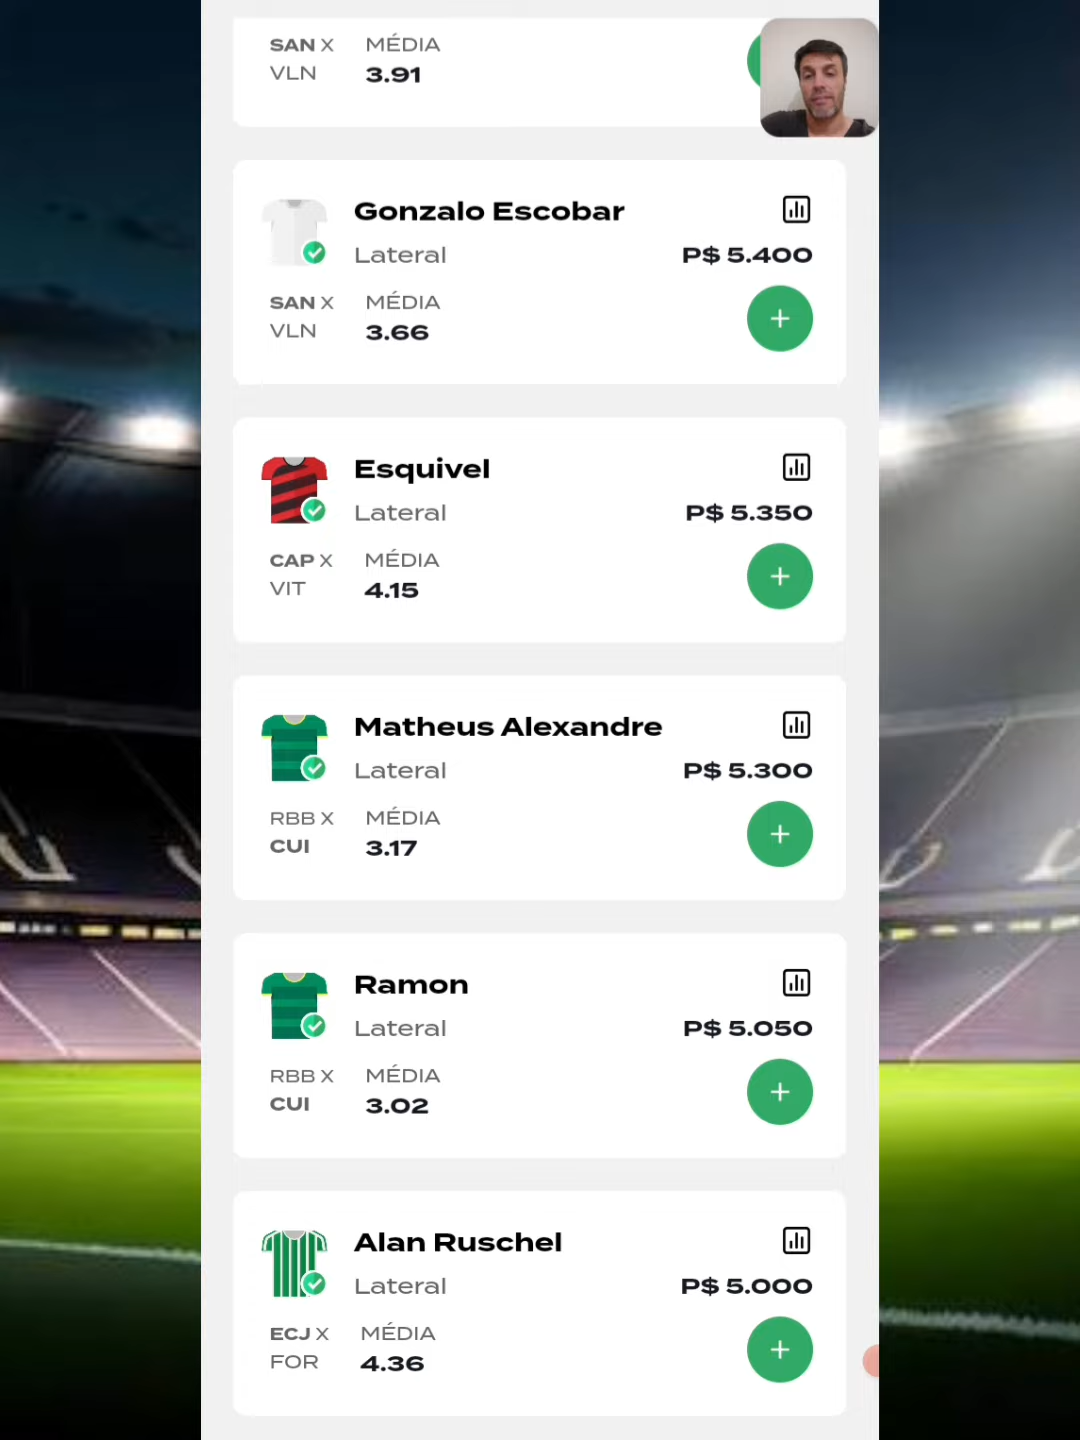 SAN X MÉDIA
VLN 3.91
Gonzalo Escobar
Lateral P$ 5.400
SAN X MÉDIA
VLN 3.66
Esquivel
Lateral P$ 5.350
CAP X MÉDIA
VIT 4.15
Matheus Alexandre
Lateral P$ 5.300
RBB X MÉDIA
CUI 3.17
Ramon
Lateral P$ 5.050
RBB X MÉDIA
CUI 3.02
Alan Ruschel
Lateral P$ 5.000
ECJ X MÉDIA
FOR 4.36